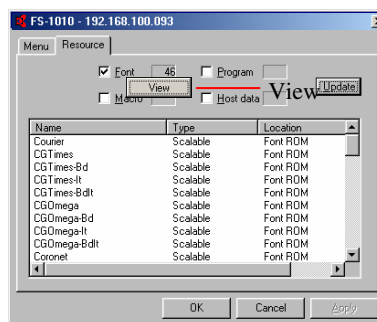 FS-1010 - 192.168.100.093
Menu Resource
Font 46 Program
View View Update
Macro Host data
Name Type Location
Courier Scalable Font ROM
CGTimes Scalable Font ROM
CGTimes-Bd Scalable Font ROM
CGTimes-It Scalable Font ROM
CGTimes-BdIt Scalable Font ROM
CGOmega Scalable Font ROM
CGOmega-Bd Scalable Font ROM
CGOmega-It Scalable Font ROM
CGOmega-BdIt Scalable Font ROM
Coronet Scalable Font ROM
OK Cancel Apply